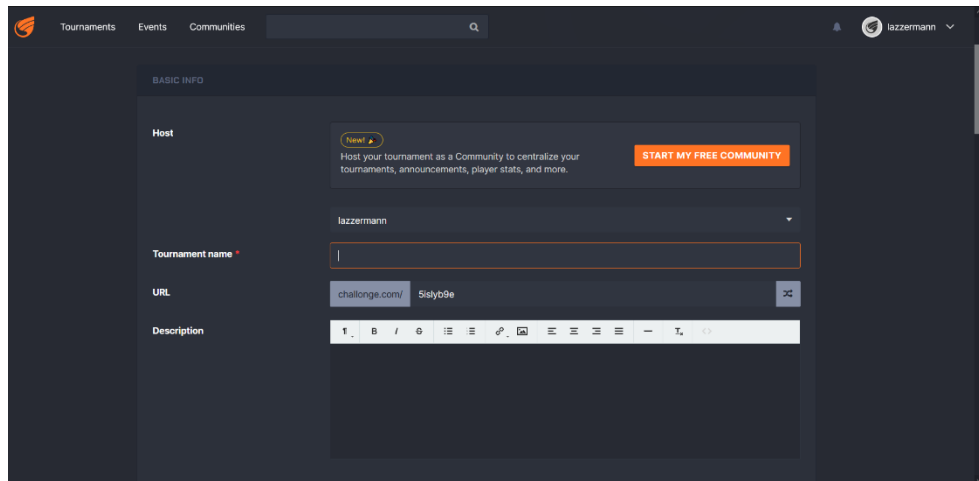 Tournaments Events Communities lazzermann
BASIC INFO
Host
New!
Host your tournament as a Community to centralize your
tournaments, announcements, player stats, and more.
START MY FREE COMMUNITY
lazzermann
Tournament name *
URL
challonge.com/ 5islyb9e
Description
¶ B I S T